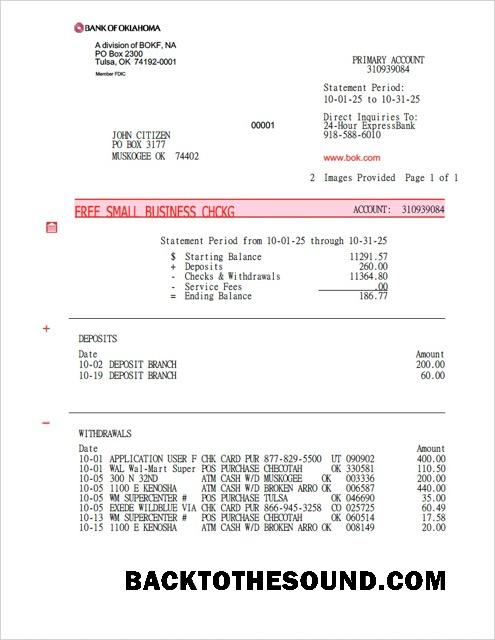 BANK OF OKLAHOMA
A division of BOKF, NA
PO Box 2300
Tulsa, OK 74192-0001
Member FDIC
PRIMARY ACCOUNT
310939084
Statement Period:
10-01-25 to 10-31-25
Direct Inquiries To:
24-Hour ExpressBank
918-588-6010
www.bok.com
00001
JOHN CITIZEN
PO BOX 3177
MUSKOGEE OK 74402
2 Images Provided Page 1 of 1
FREE SMALL BUSINESS CHCKG ACCOUNT: 310939084
Statement Period from 10-01-25 through 10-31-25
$ Starting Balance 11291.57
+ Deposits 260.00
- Checks & Withdrawals 11364.80
- Service Fees .00
= Ending Balance 186.77
+
DEPOSITS
Date Amount
10-02 DEPOSIT BRANCH 200.00
10-19 DEPOSIT BRANCH 60.00
-
WITHDRAWALS
Date Amount
10-01 APPLICATION USER F CHK CARD PUR 877-829-5500 UT 090902 400.00
10-01 WAL Wal-Mart Super POS PURCHASE CHECOTAH OK 330581 110.50
10-05 300 N 32ND ATM CASH W/D MUSKOGEE OK 003336 200.00
10-05 1100 E KENOSHA ATM CASH W/D BROKEN ARRO OK 006587 440.00
10-05 WM SUPERCENTER # POS PURCHASE TULSA OK 046690 35.00
10-05 EXEDE WILDBLUE VIA CHK CARD PUR 866-945-3258 CO 025725 60.49
10-13 WM SUPERCENTER # POS PURCHASE CHECOTAH OK 060514 17.58
10-15 1100 E KENOSHA ATM CASH W/D BROKEN ARRO OK 008149 20.00
BACKTOTHESOUND.COM